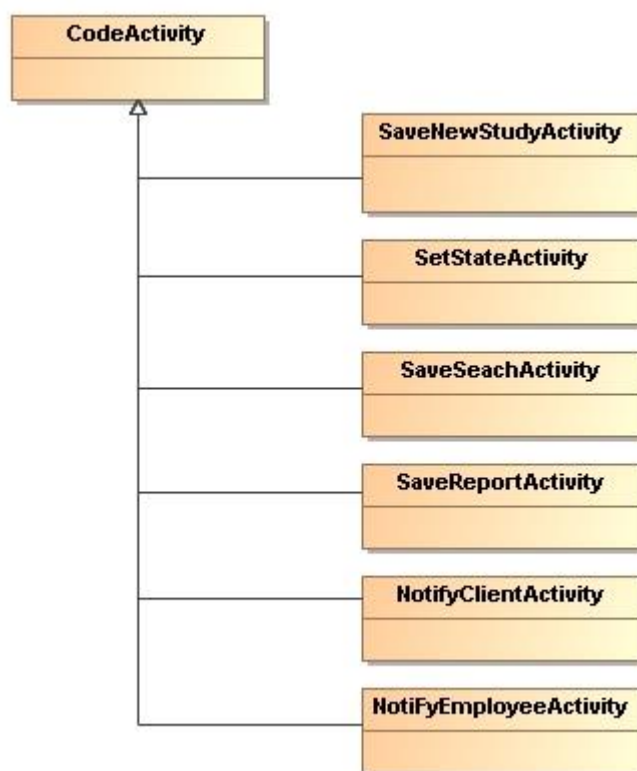 CodeActivity
SaveNewStudyActivity
SetStateActivity
SaveSeachActivity
SaveReportActivity
NotifyClientActivity
NotiFyEmployeeActivity